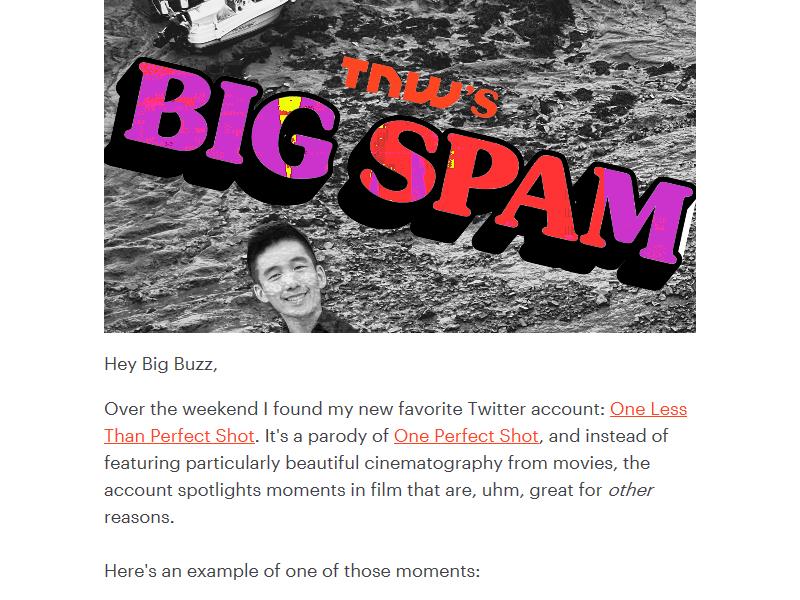 TNW's
BIG SPAM
Hey Big Buzz,
Over the weekend I found my new favorite Twitter account: One Less
Than Perfect Shot. It's a parody of One Perfect Shot, and instead of
featuring particularly beautiful cinematography from movies, the
account spotlights moments in film that are, uhm, great for other
reasons.
Here's an example of one of those moments: